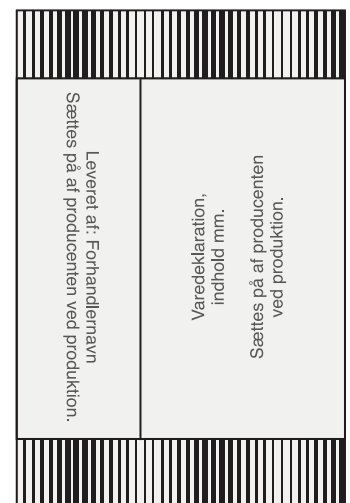 Leveret af: Forhandlernavn
Sættes på af producenten ved produktion.
Varedeklaration,
indhold mm.
Sættes på af producenten
ved produktion.